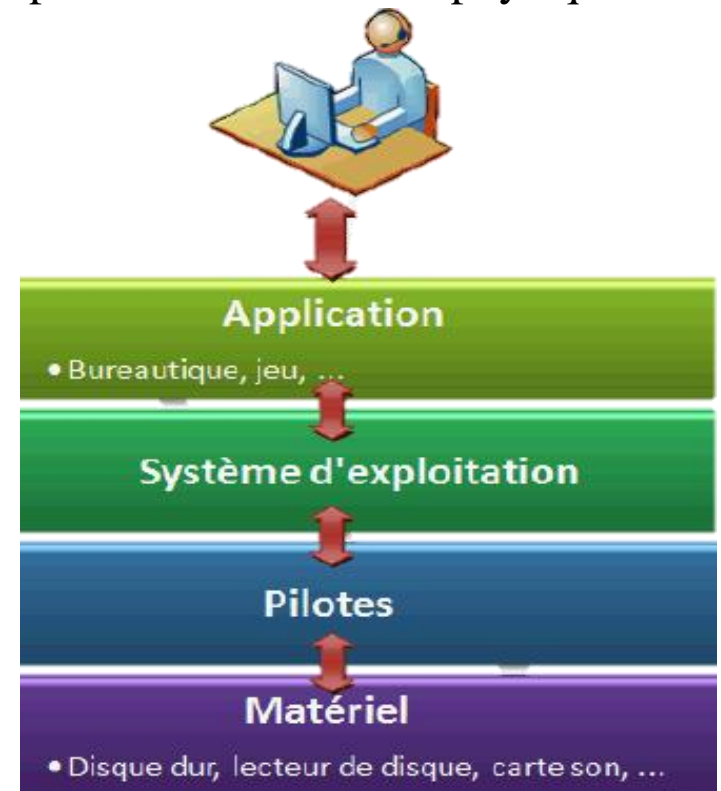 Application
• Bureautique, jeu, ...
Système d'exploitation
Pilotes
Matériel
• Disque dur, lecteur de disque, carte son, ...